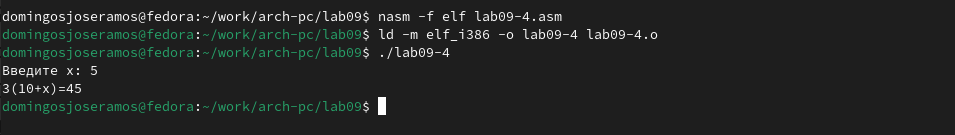 domingosjoseramos@fedora:~/work/arch-pc/lab09$ nasm -f elf lab09-4.asm
domingosjoseramos@fedora:~/work/arch-pc/lab09$ ld -m elf_i386 -o lab09-4 lab09-4.o
domingosjoseramos@fedora:~/work/arch-pc/lab09$ ./lab09-4
Введите x: 5
3(10+x)=45
domingosjoseramos@fedora:~/work/arch-pc/lab09$